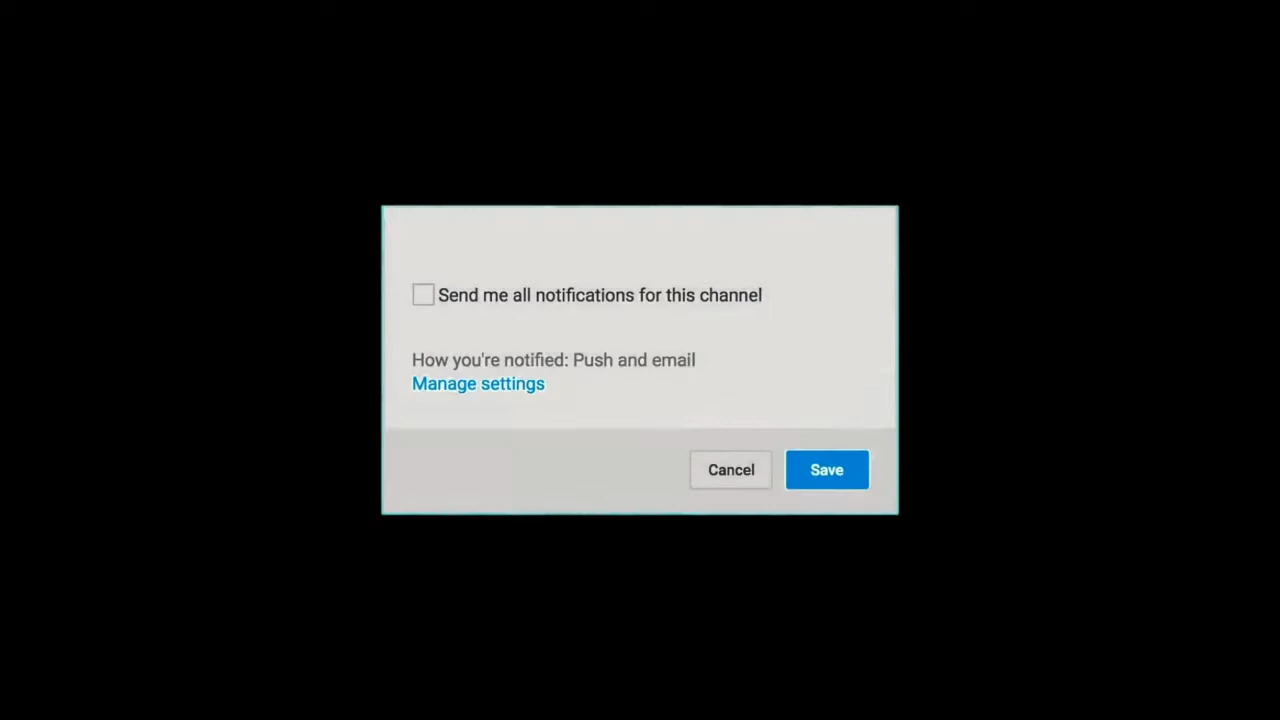 Send me all notifications for this channel
How you're notified: Push and email
Manage settings
Cancel
Save